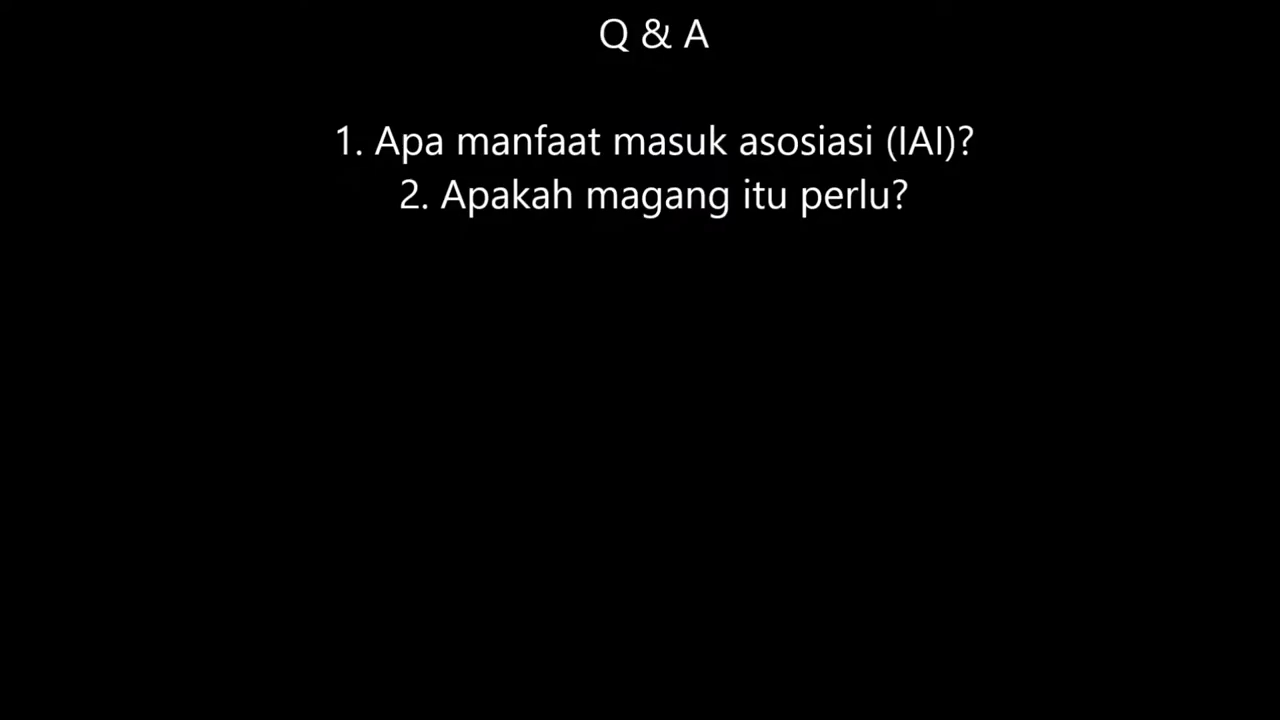 Q & A
1. Apa manfaat masuk asosiasi (IAI)?
2. Apakah magang itu perlu?